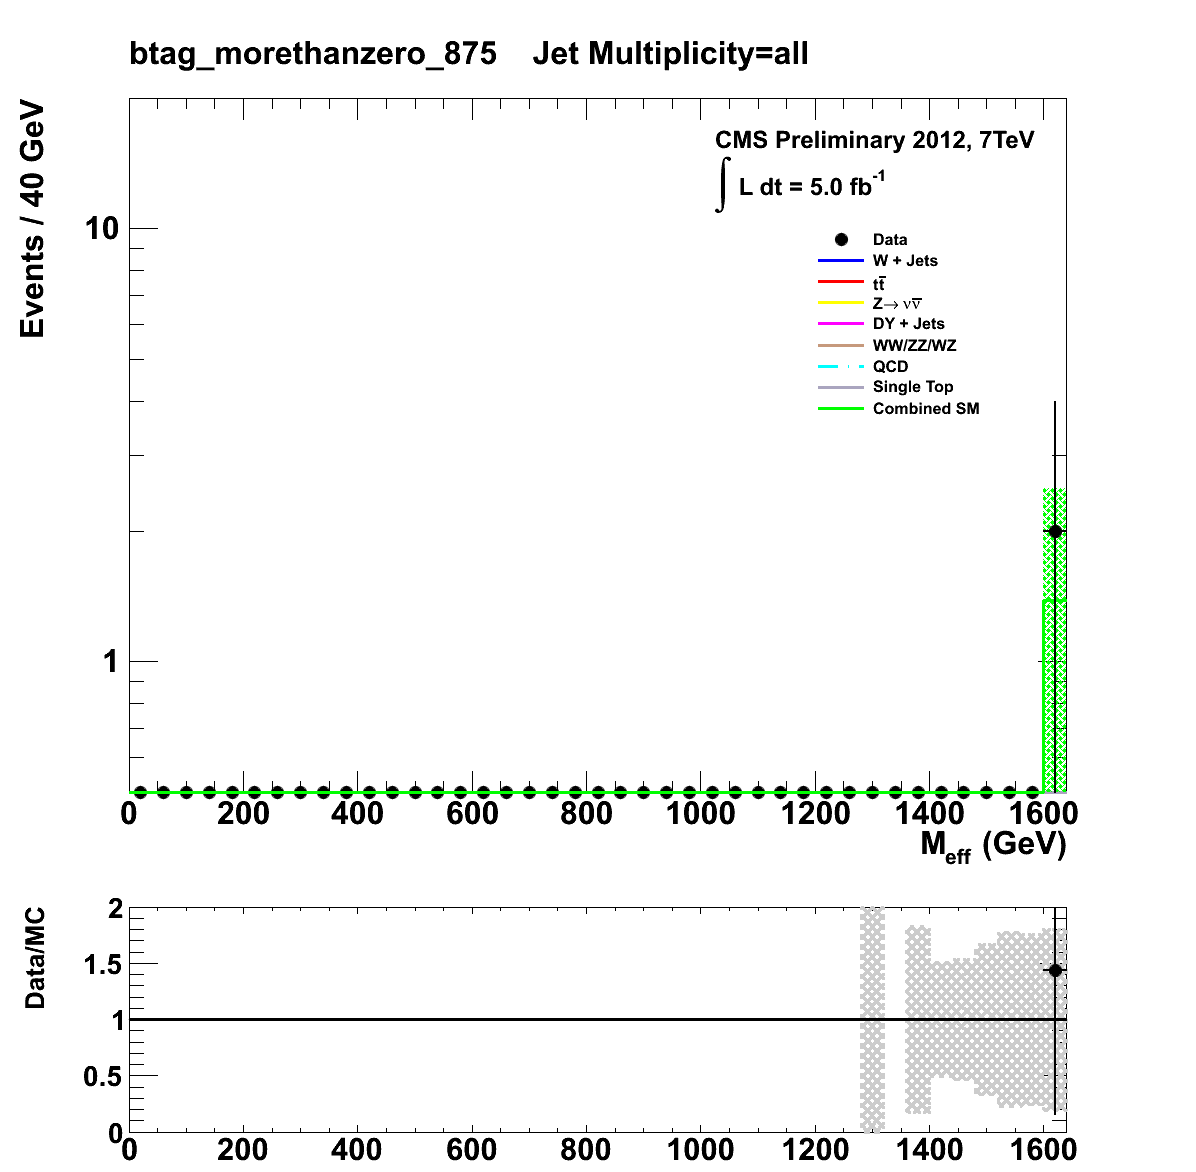 btag_morethanzero_875 Jet Multiplicity=all
Events / 40 GeV
CMS Preliminary 2012, 7TeV
∫ L dt = 5.0 fb⁻¹
Data
W + Jets
tt̅
Z→ νν̅
DY + Jets
WW/ZZ/WZ
QCD
Single Top
Combined SM
10
1
0 200 400 600 800 1000 1200 1400 1600
M_eff (GeV)
Data/MC
2
1.5
1
0.5
0
0 200 400 600 800 1000 1200 1400 1600